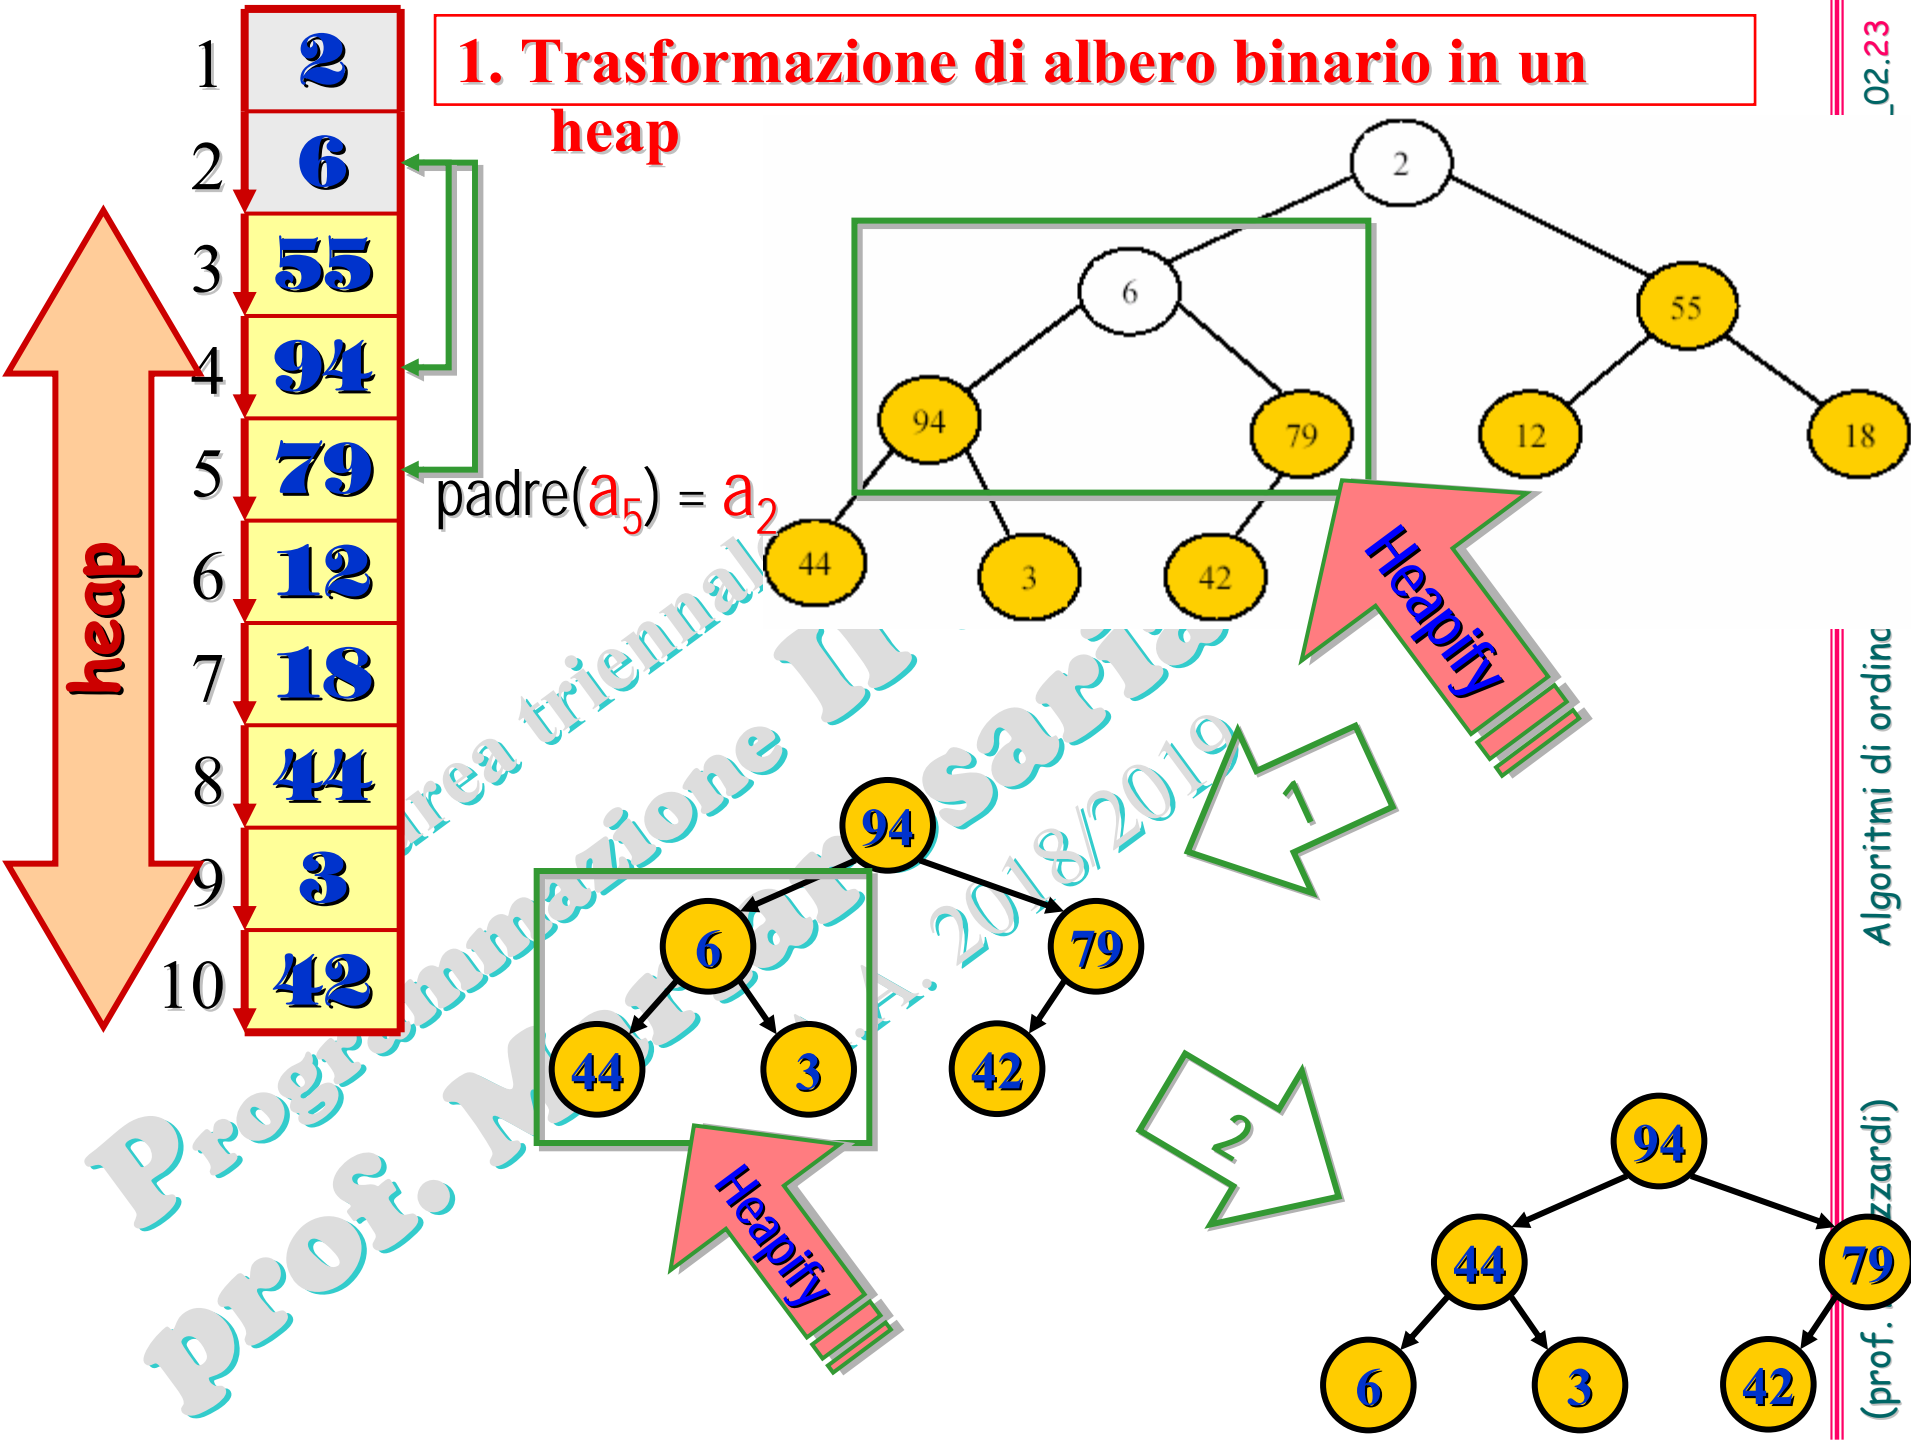 1. Trasformazione di albero binario in un
heap
1 2
2 6
3 55
4 94
5 79
6 12
7 18
8 44
9 3
10 42
heap
padre(a5) = a2
2
6
55
94
79
12
18
44
3
42
Heapify
1
94
6
79
44
3
42
Heapify
2
94
44
79
6
3
42
area triennale
Programmazione II
prof.
A.A. 2018/2019
_02.23
Algoritmi di
(prof.